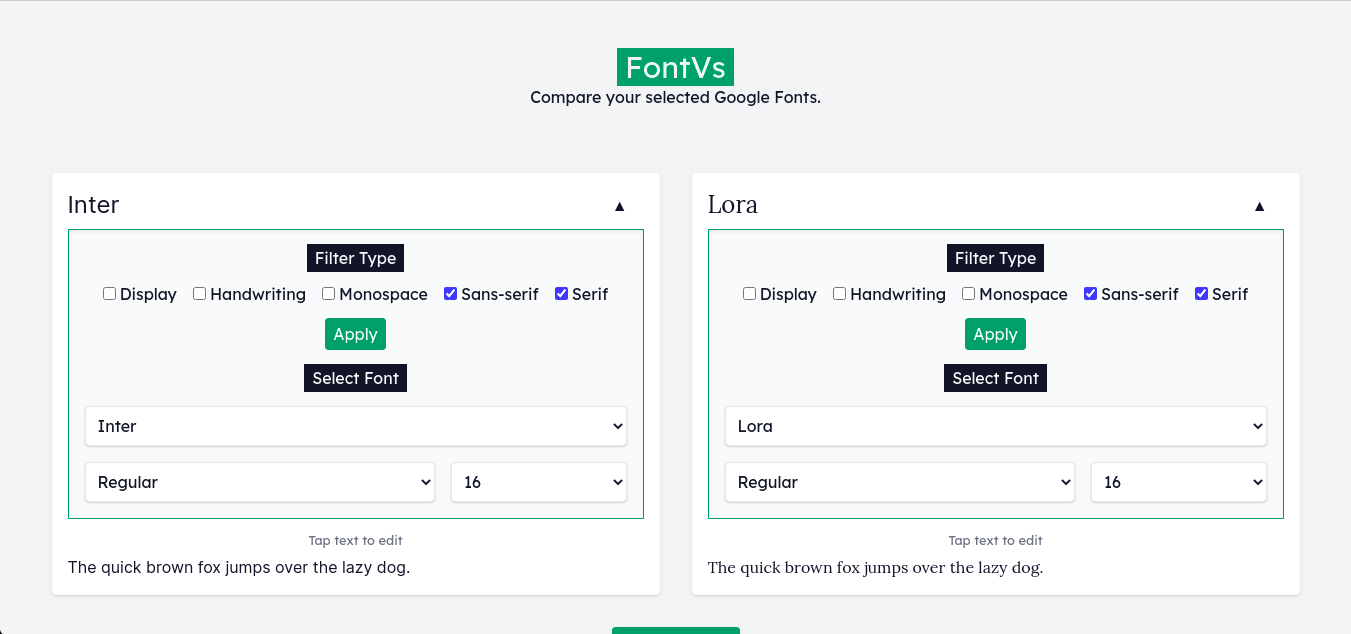 FontVs
Compare your selected Google Fonts.
Inter ▲
Filter Type
Display Handwriting Monospace Sans-serif Serif
Apply
Select Font
Inter
Regular 16
Tap text to edit
The quick brown fox jumps over the lazy dog.
Lora ▲
Filter Type
Display Handwriting Monospace Sans-serif Serif
Apply
Select Font
Lora
Regular 16
Tap text to edit
The quick brown fox jumps over the lazy dog.